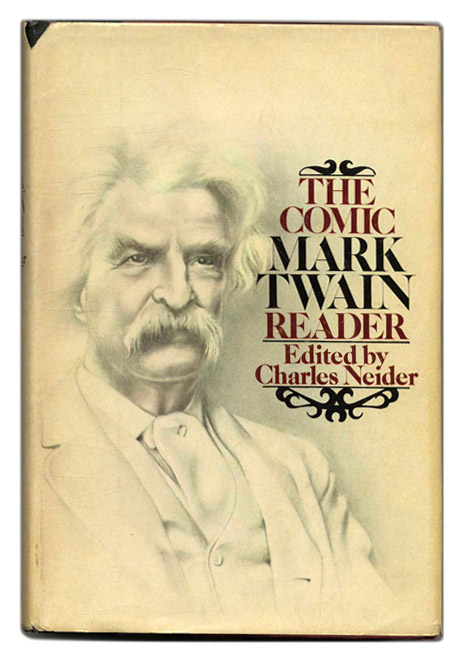 THE
COMIC
MARK
TWAIN
READER
Edited by
Charles Neider